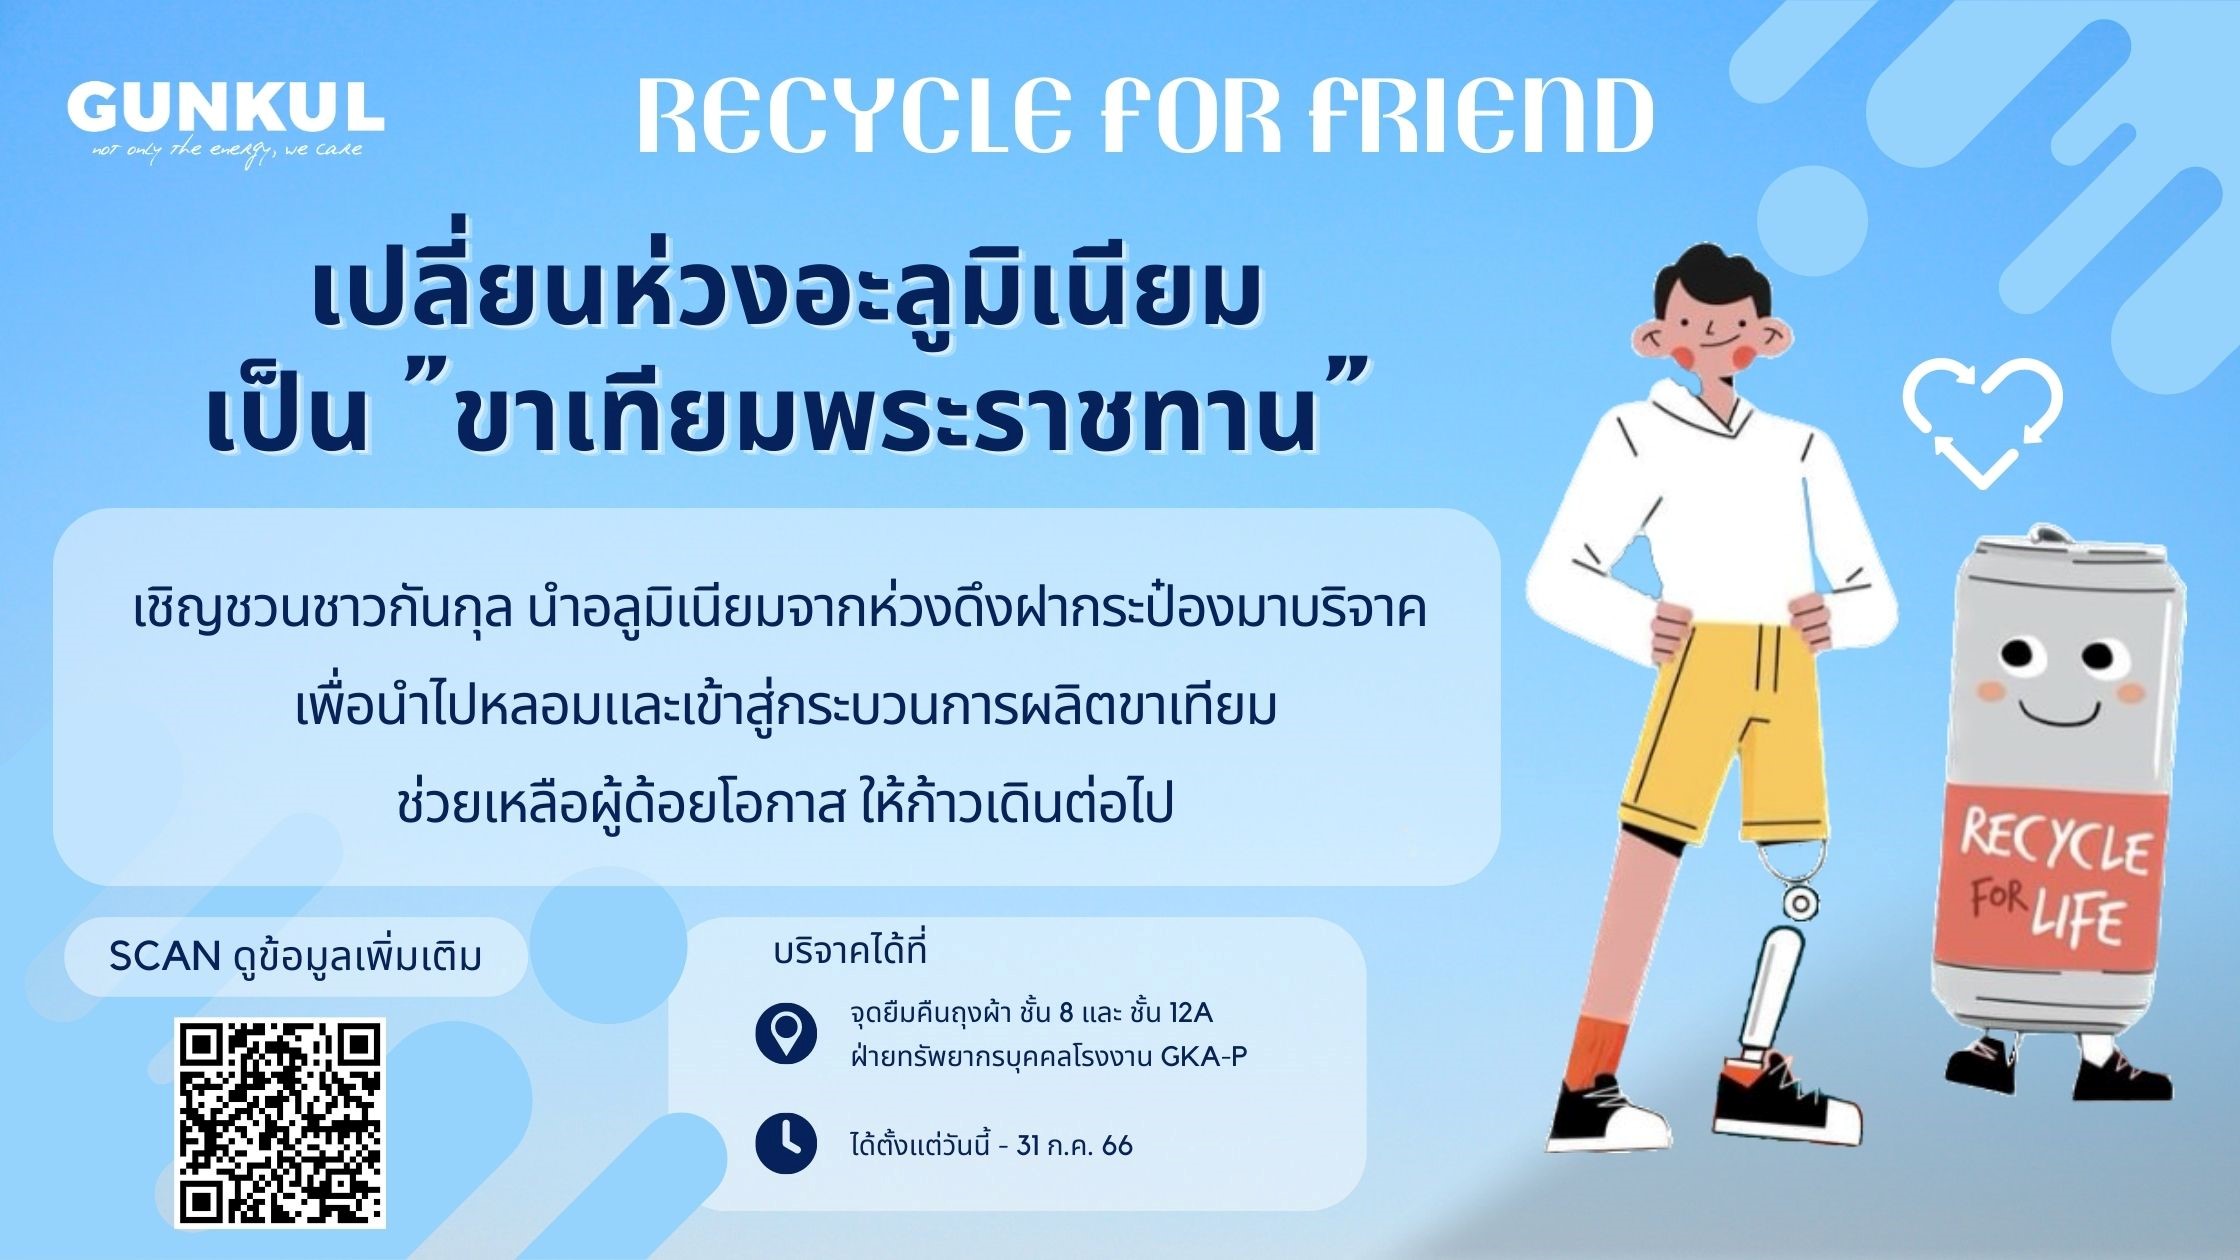 GUNKUL
not only the energy, we care
RECYCLE FOR FRIEND
เปลี่ยนห่วงอะลูมิเนียม
เป็น "ขาเทียมพระราชทาน"
เชิญชวนชาวกันกุล นำอลูมิเนียมจากห่วงดึงฝากระป๋องมาบริจาค
เพื่อนำไปหลอมและเข้าสู่กระบวนการผลิตขาเทียม
ช่วยเหลือผู้ด้อยโอกาส ให้ก้าวเดินต่อไป
RECYCLE
FOR LIFE
SCAN ดูข้อมูลเพิ่มเติม
บริจาคได้ที่
จุดยืมคืนถุงผ้า ชั้น 8 และ ชั้น 12A
ฝ่ายทรัพยากรบุคคลโรงงาน GKA-P
ได้ตั้งแต่วันนี้ - 31 ก.ค. 66